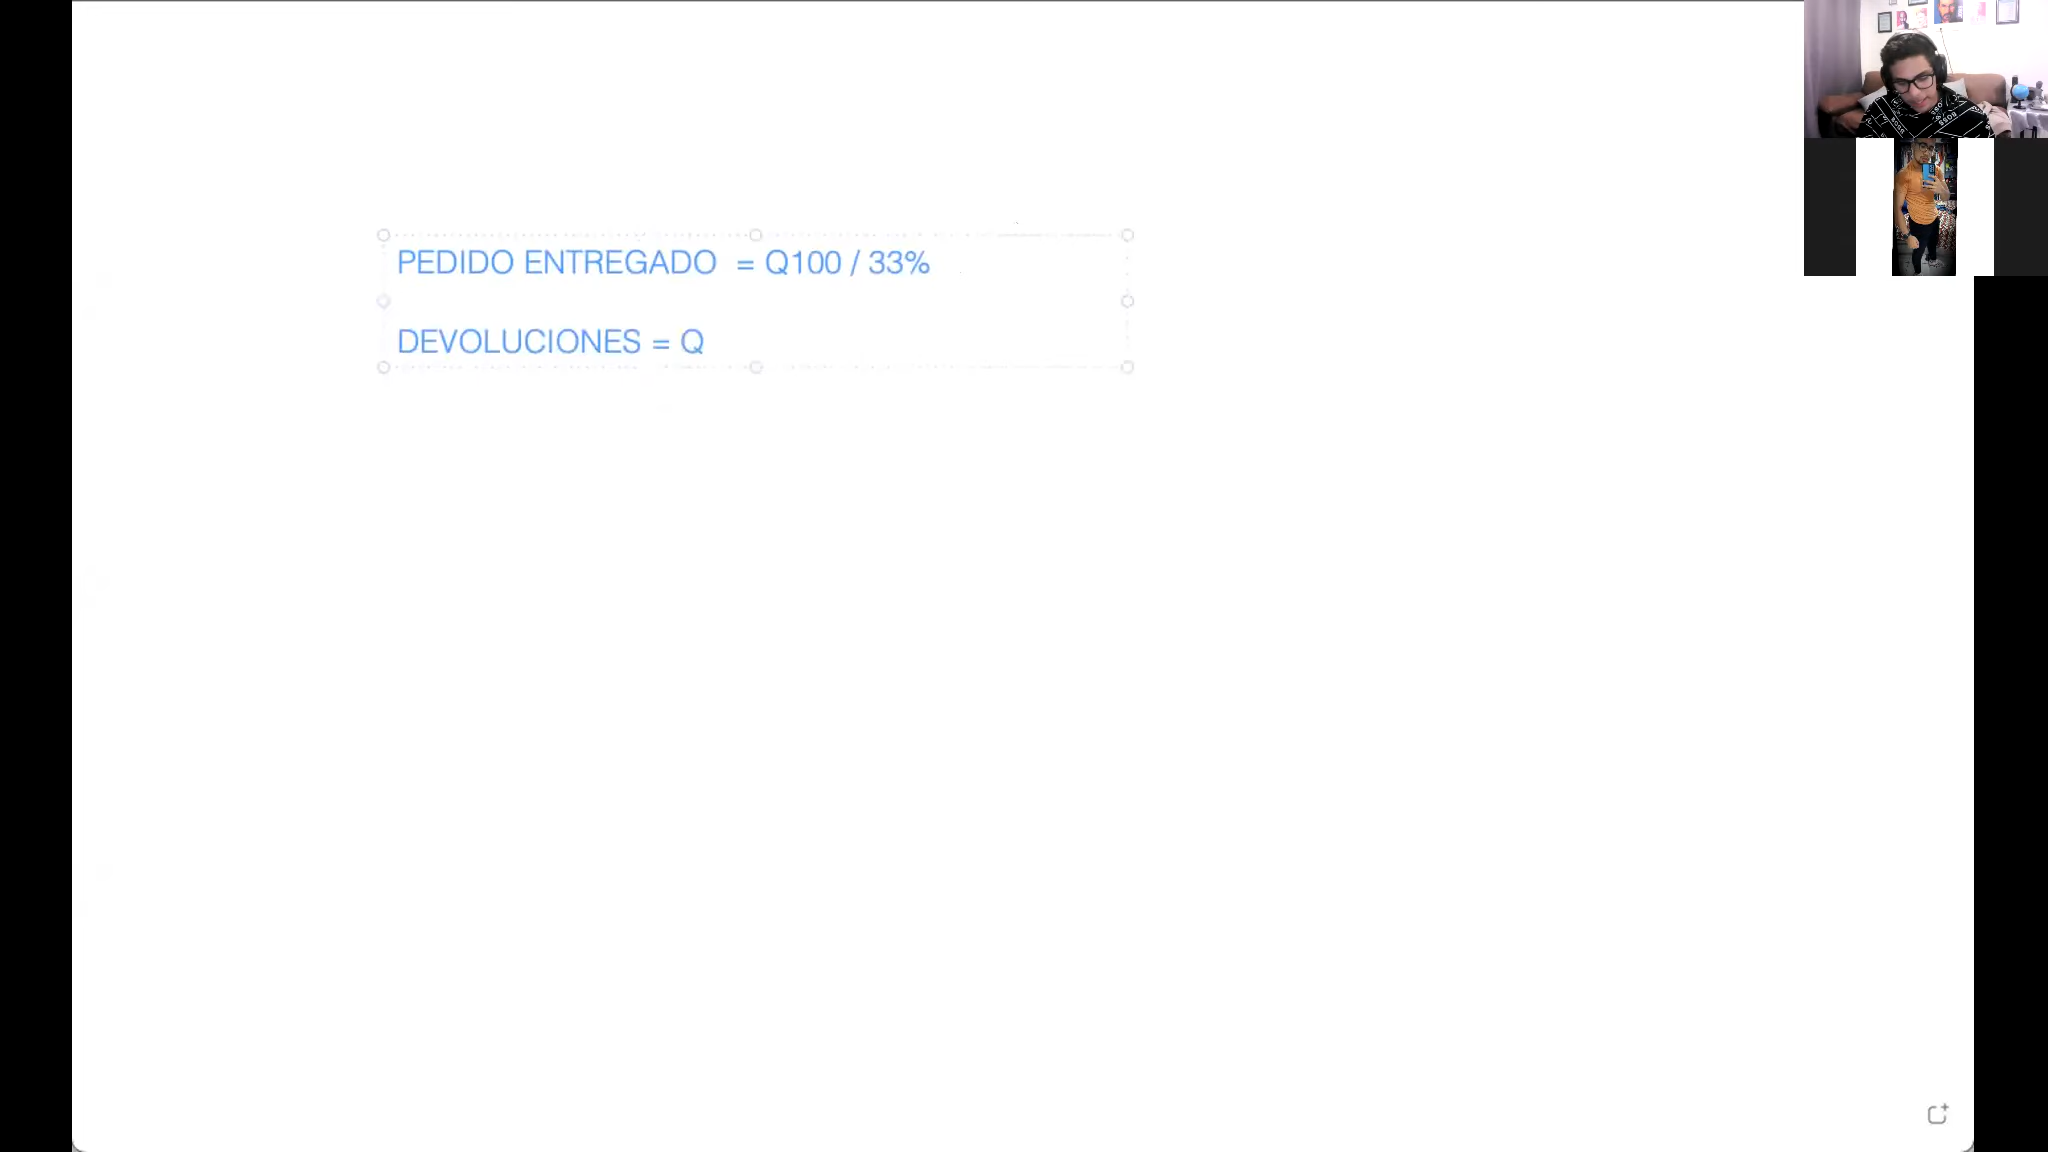 PEDIDO ENTREGADO = Q100 / 33%
DEVOLUCIONES = Q